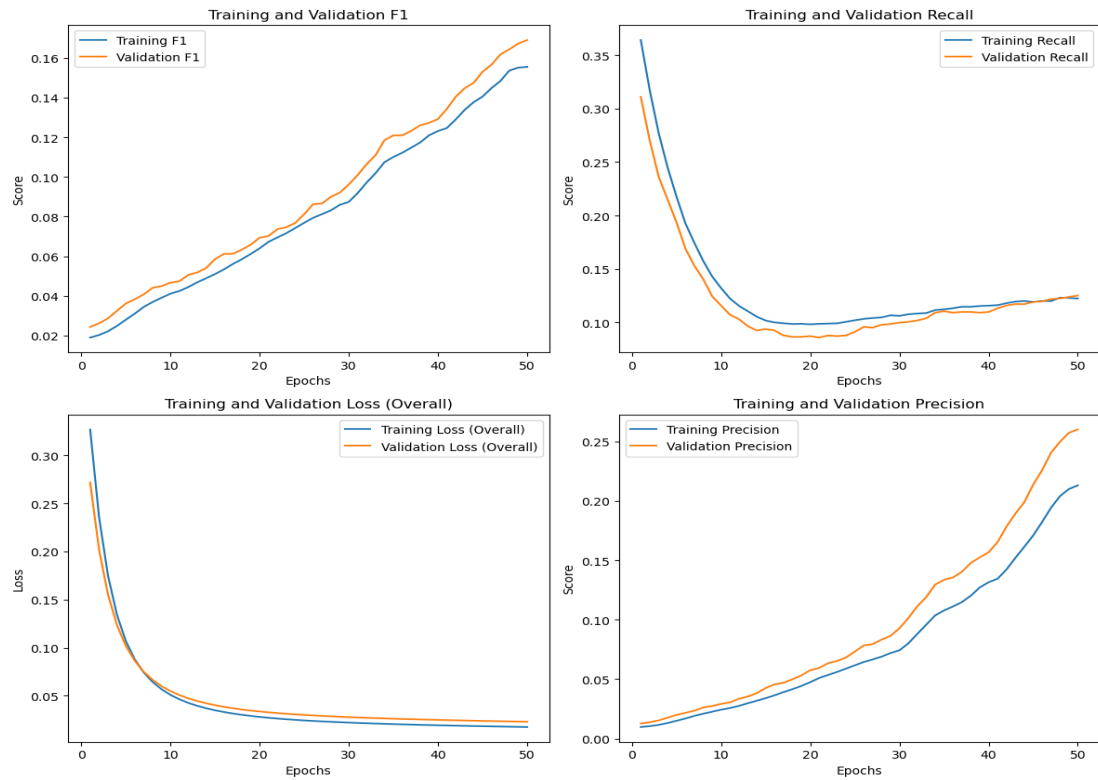 Training and Validation F1
Training F1
Validation F1
Score
0.16
0.14
0.12
0.10
0.08
0.06
0.04
0.02
0
10
20
30
40
50
Epochs
Training and Validation Recall
Training Recall
Validation Recall
Score
0.35
0.30
0.25
0.20
0.15
0.10
0
10
20
30
40
50
Epochs
Training and Validation Loss (Overall)
Training Loss (Overall)
Validation Loss (Overall)
Loss
0.30
0.25
0.20
0.15
0.10
0.05
0
10
20
30
40
50
Epochs
Training and Validation Precision
Training Precision
Validation Precision
Score
0.25
0.20
0.15
0.10
0.05
0.00
0
10
20
30
40
50
Epochs